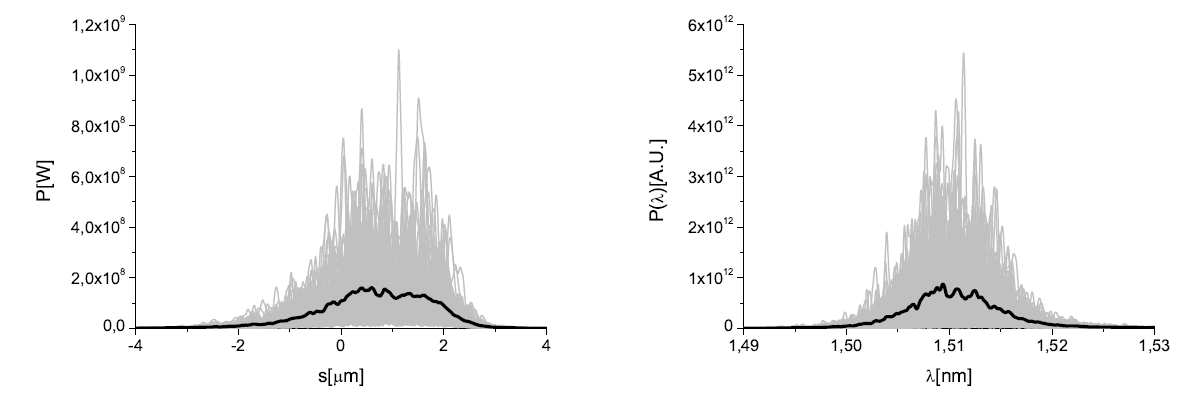 1,2x10⁹
1,0x10⁹
8,0x10⁸
6,0x10⁸
4,0x10⁸
2,0x10⁸
0,0
P[W]
-4
-2
0
2
4
s[μm]
6x10¹²
5x10¹²
4x10¹²
3x10¹²
2x10¹²
1x10¹²
0
P(λ)[A.U.]
1,49
1,50
1,51
1,52
1,53
λ[nm]